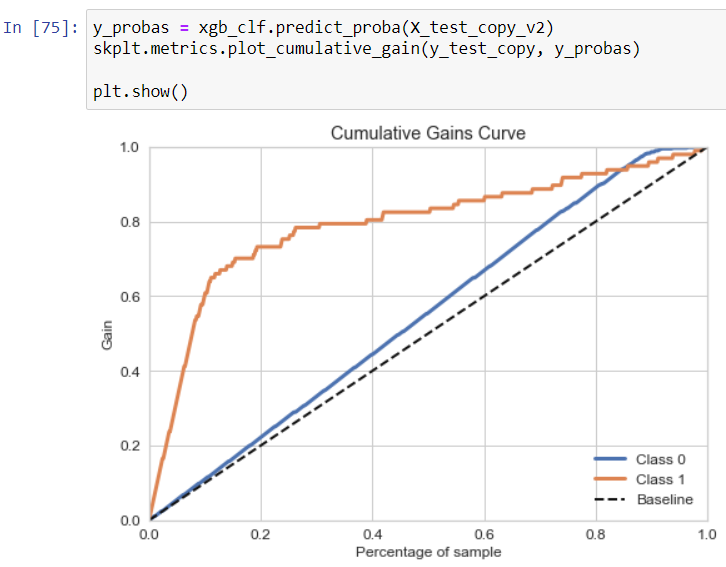 In [75]: y_probas = xgb_clf.predict_proba(X_test_copy_v2)
skplt.metrics.plot_cumulative_gain(y_test_copy, y_probas)
plt.show()
Cumulative Gains Curve
1.0
0.8
0.6
0.4
0.2
0.0
Gain
Class 0
Class 1
Baseline
0.0 0.2 0.4 0.6 0.8 1.0
Percentage of sample